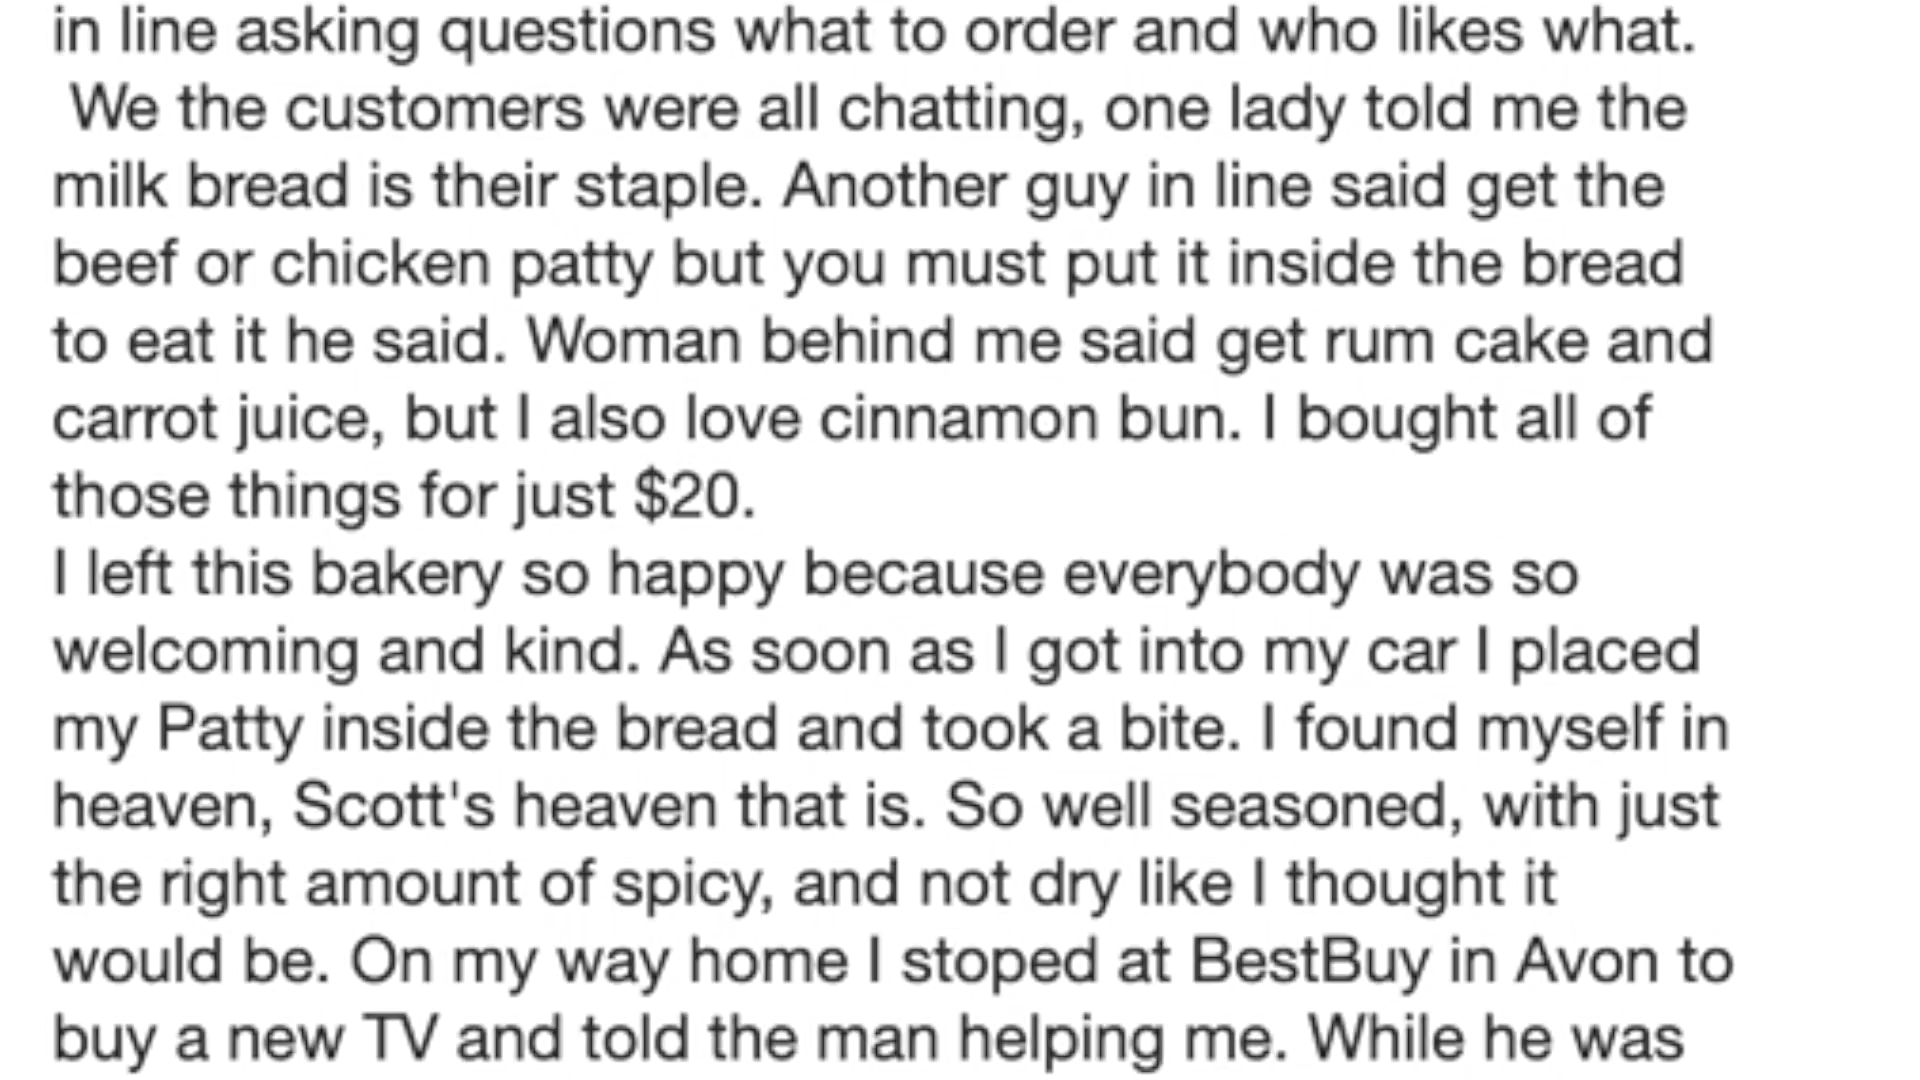 in line asking questions what to order and who likes what.
We the customers were all chatting, one lady told me the
milk bread is their staple. Another guy in line said get the
beef or chicken patty but you must put it inside the bread
to eat it he said. Woman behind me said get rum cake and
carrot juice, but I also love cinnamon bun. I bought all of
those things for just $20.
I left this bakery so happy because everybody was so
welcoming and kind. As soon as I got into my car I placed
my Patty inside the bread and took a bite. I found myself in
heaven, Scott's heaven that is. So well seasoned, with just
the right amount of spicy, and not dry like I thought it
would be. On my way home I stoped at BestBuy in Avon to
buy a new TV and told the man helping me. While he was